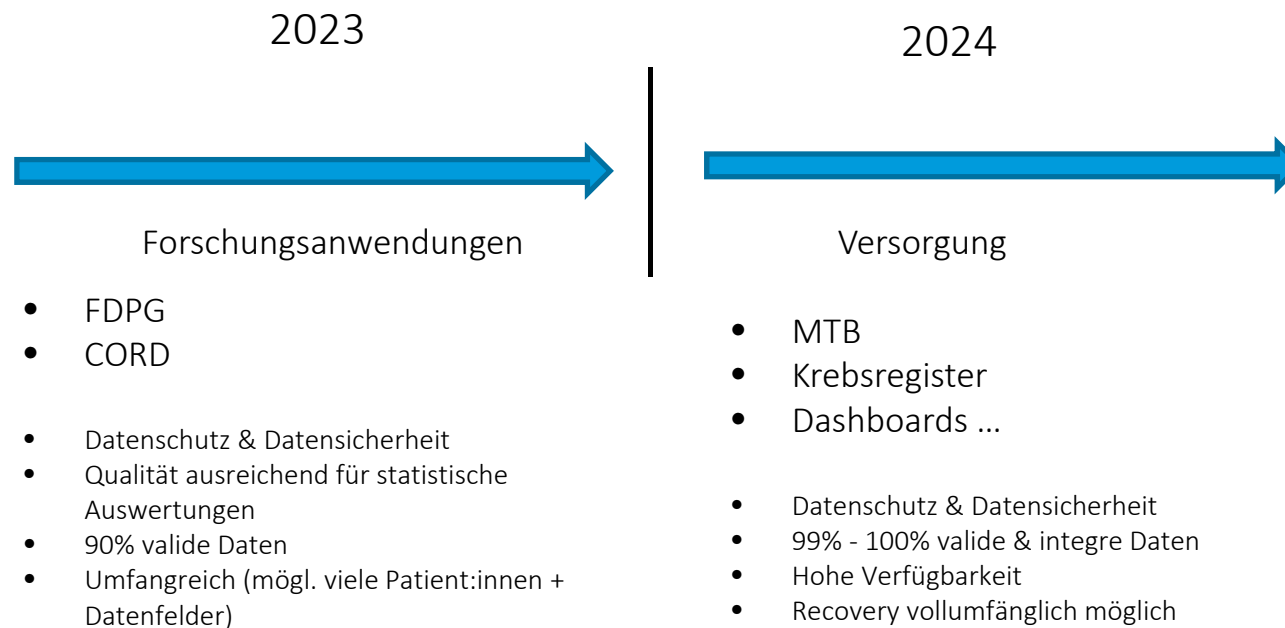 2023
Forschungsanwendungen
• FDPG
• CORD
• Datenschutz & Datensicherheit
• Qualität ausreichend für statistische
Auswertungen
• 90% valide Daten
• Umfangreich (mögl. viele Patient:innen +
Datenfelder)
2024
Versorgung
• MTB
• Krebsregister
• Dashboards ...
• Datenschutz & Datensicherheit
• 99% - 100% valide & integre Daten
• Hohe Verfügbarkeit
• Recovery vollumfänglich möglich